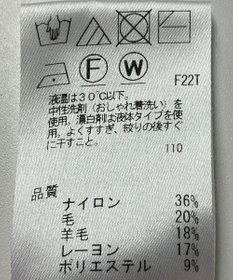 F W F22T
液温は30℃以下。
中性洗剤(おしゃれ着洗い)を
使用。漂白剤は液体タイプを使
用。よくすすぎ、絞りの後すぐ
に干すこと。
110
品質
ナイロン 36%
毛 20%
羊毛 18%
レーヨン 17%
ポリエステル 9%